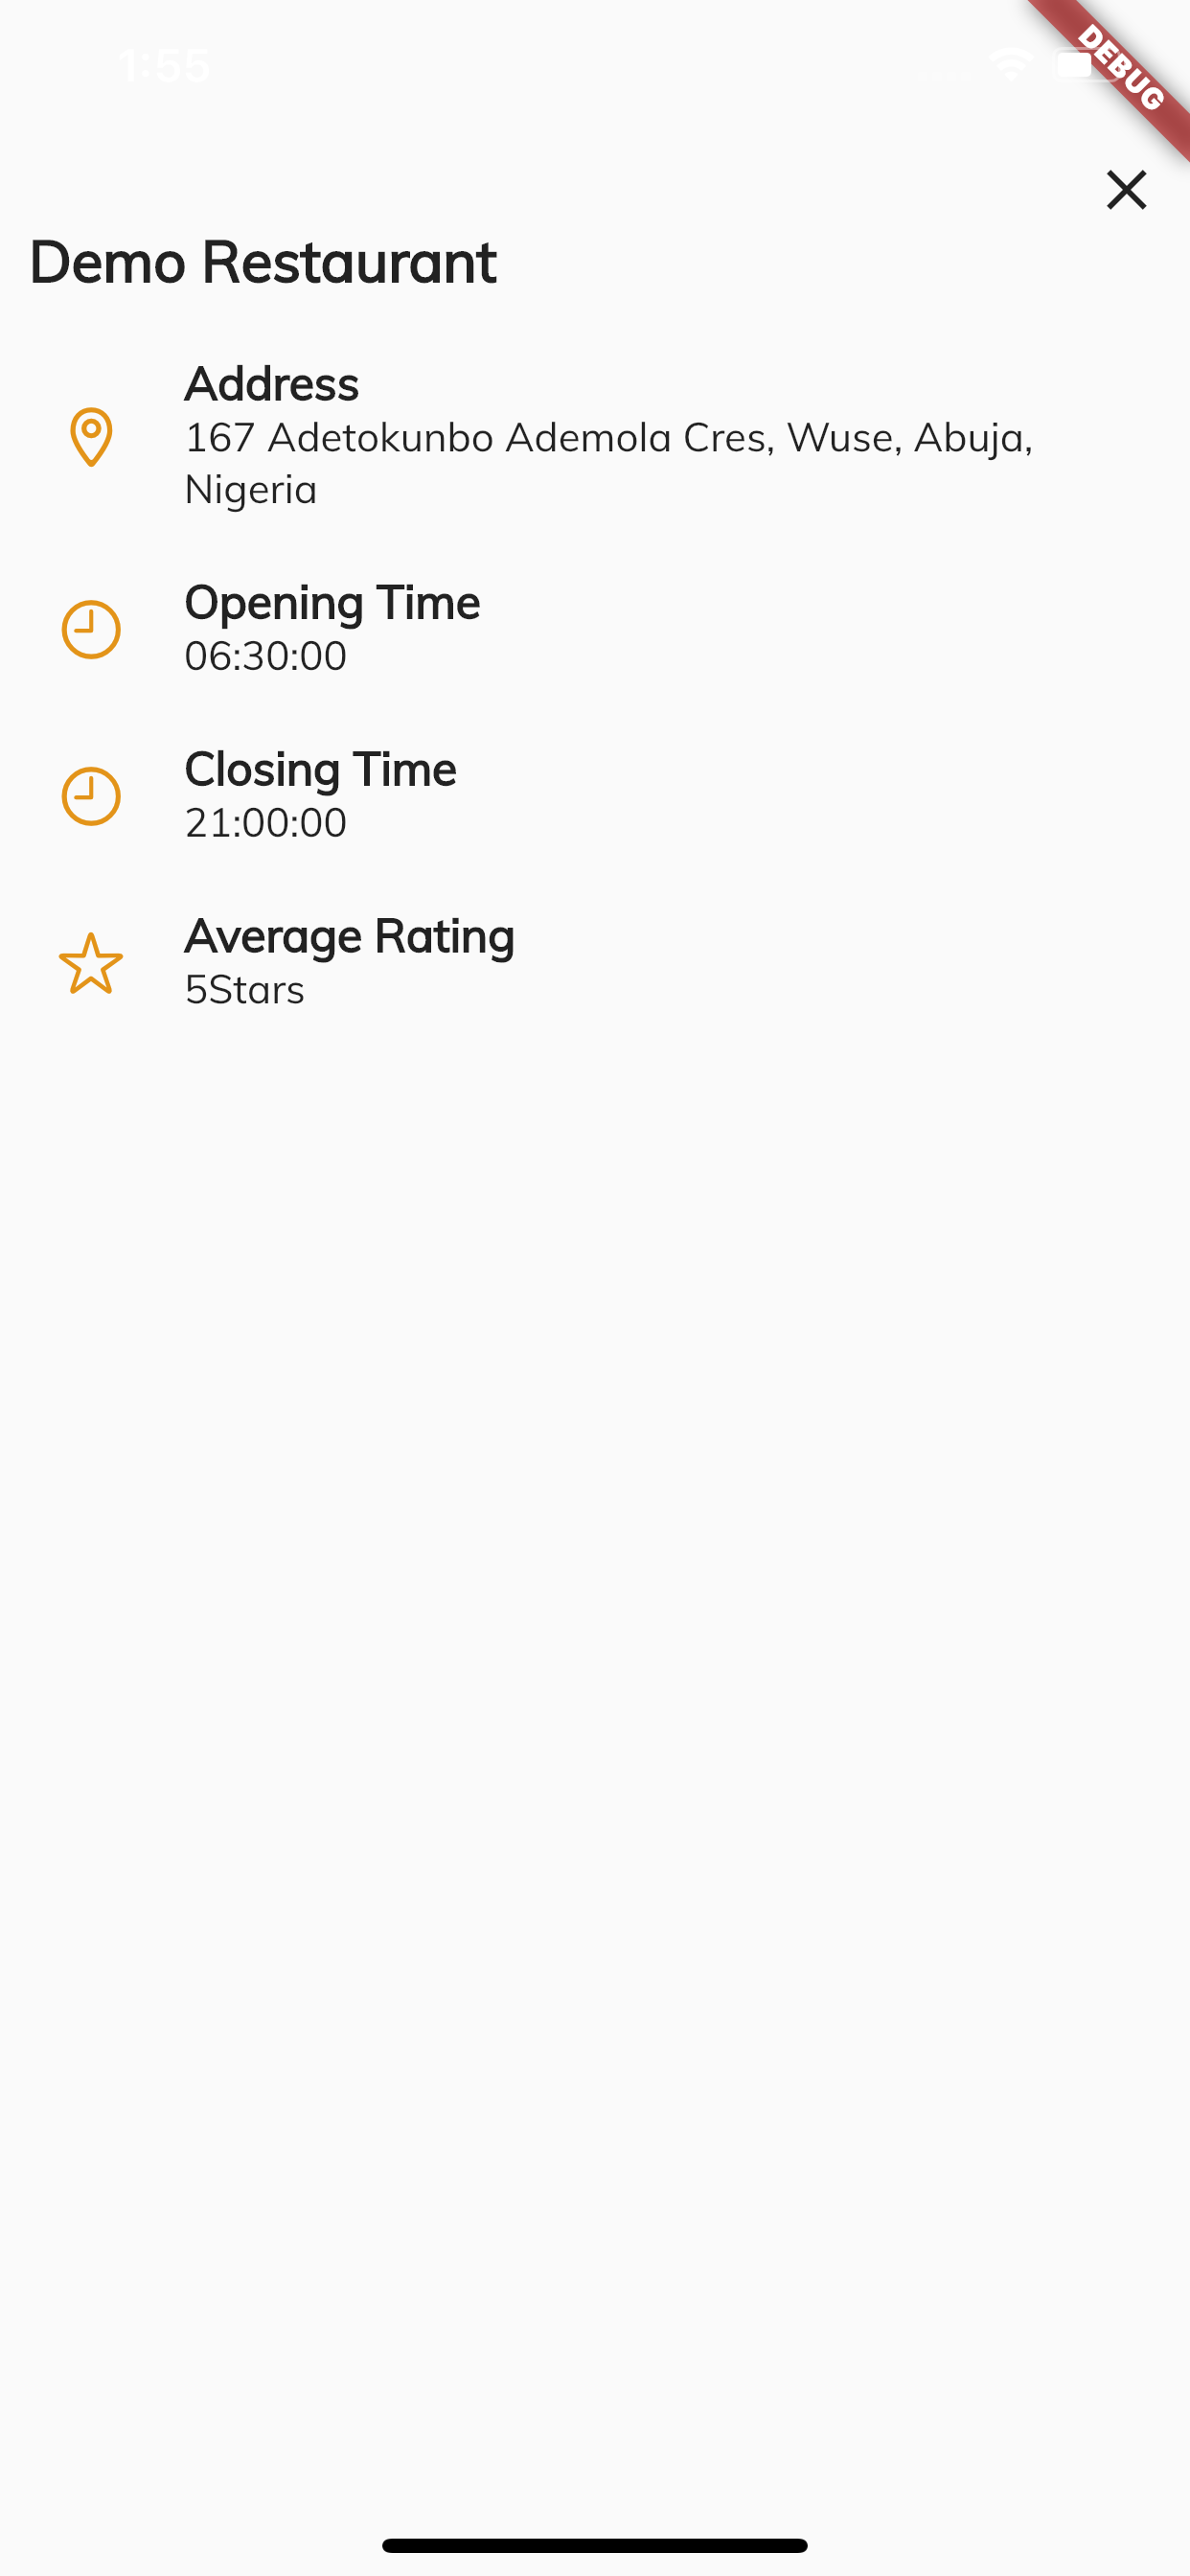 1:55
DEBUG
Demo Restaurant
Address
167 Adetokunbo Ademola Cres, Wuse, Abuja,
Nigeria
Opening Time
06:30:00
Closing Time
21:00:00
Average Rating
5Stars